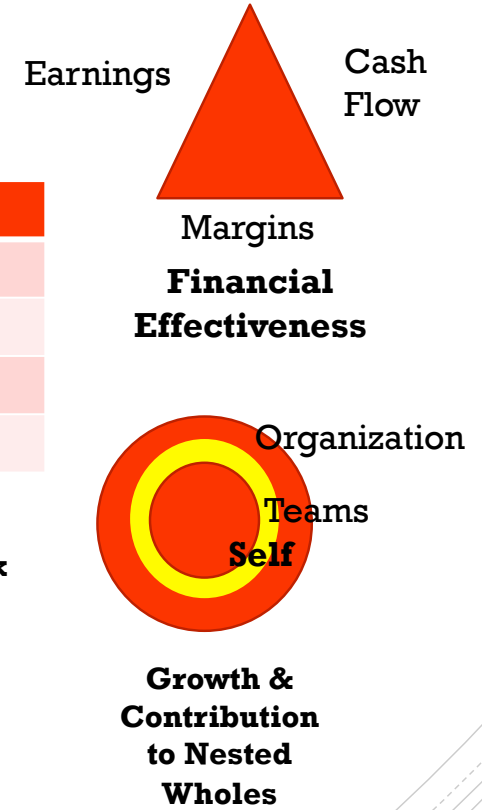 Earnings
Cash
Flow
Margins
Financial
Effectiveness
Organization
Teams
Self
Growth &
Contribution
to Nested
Wholes